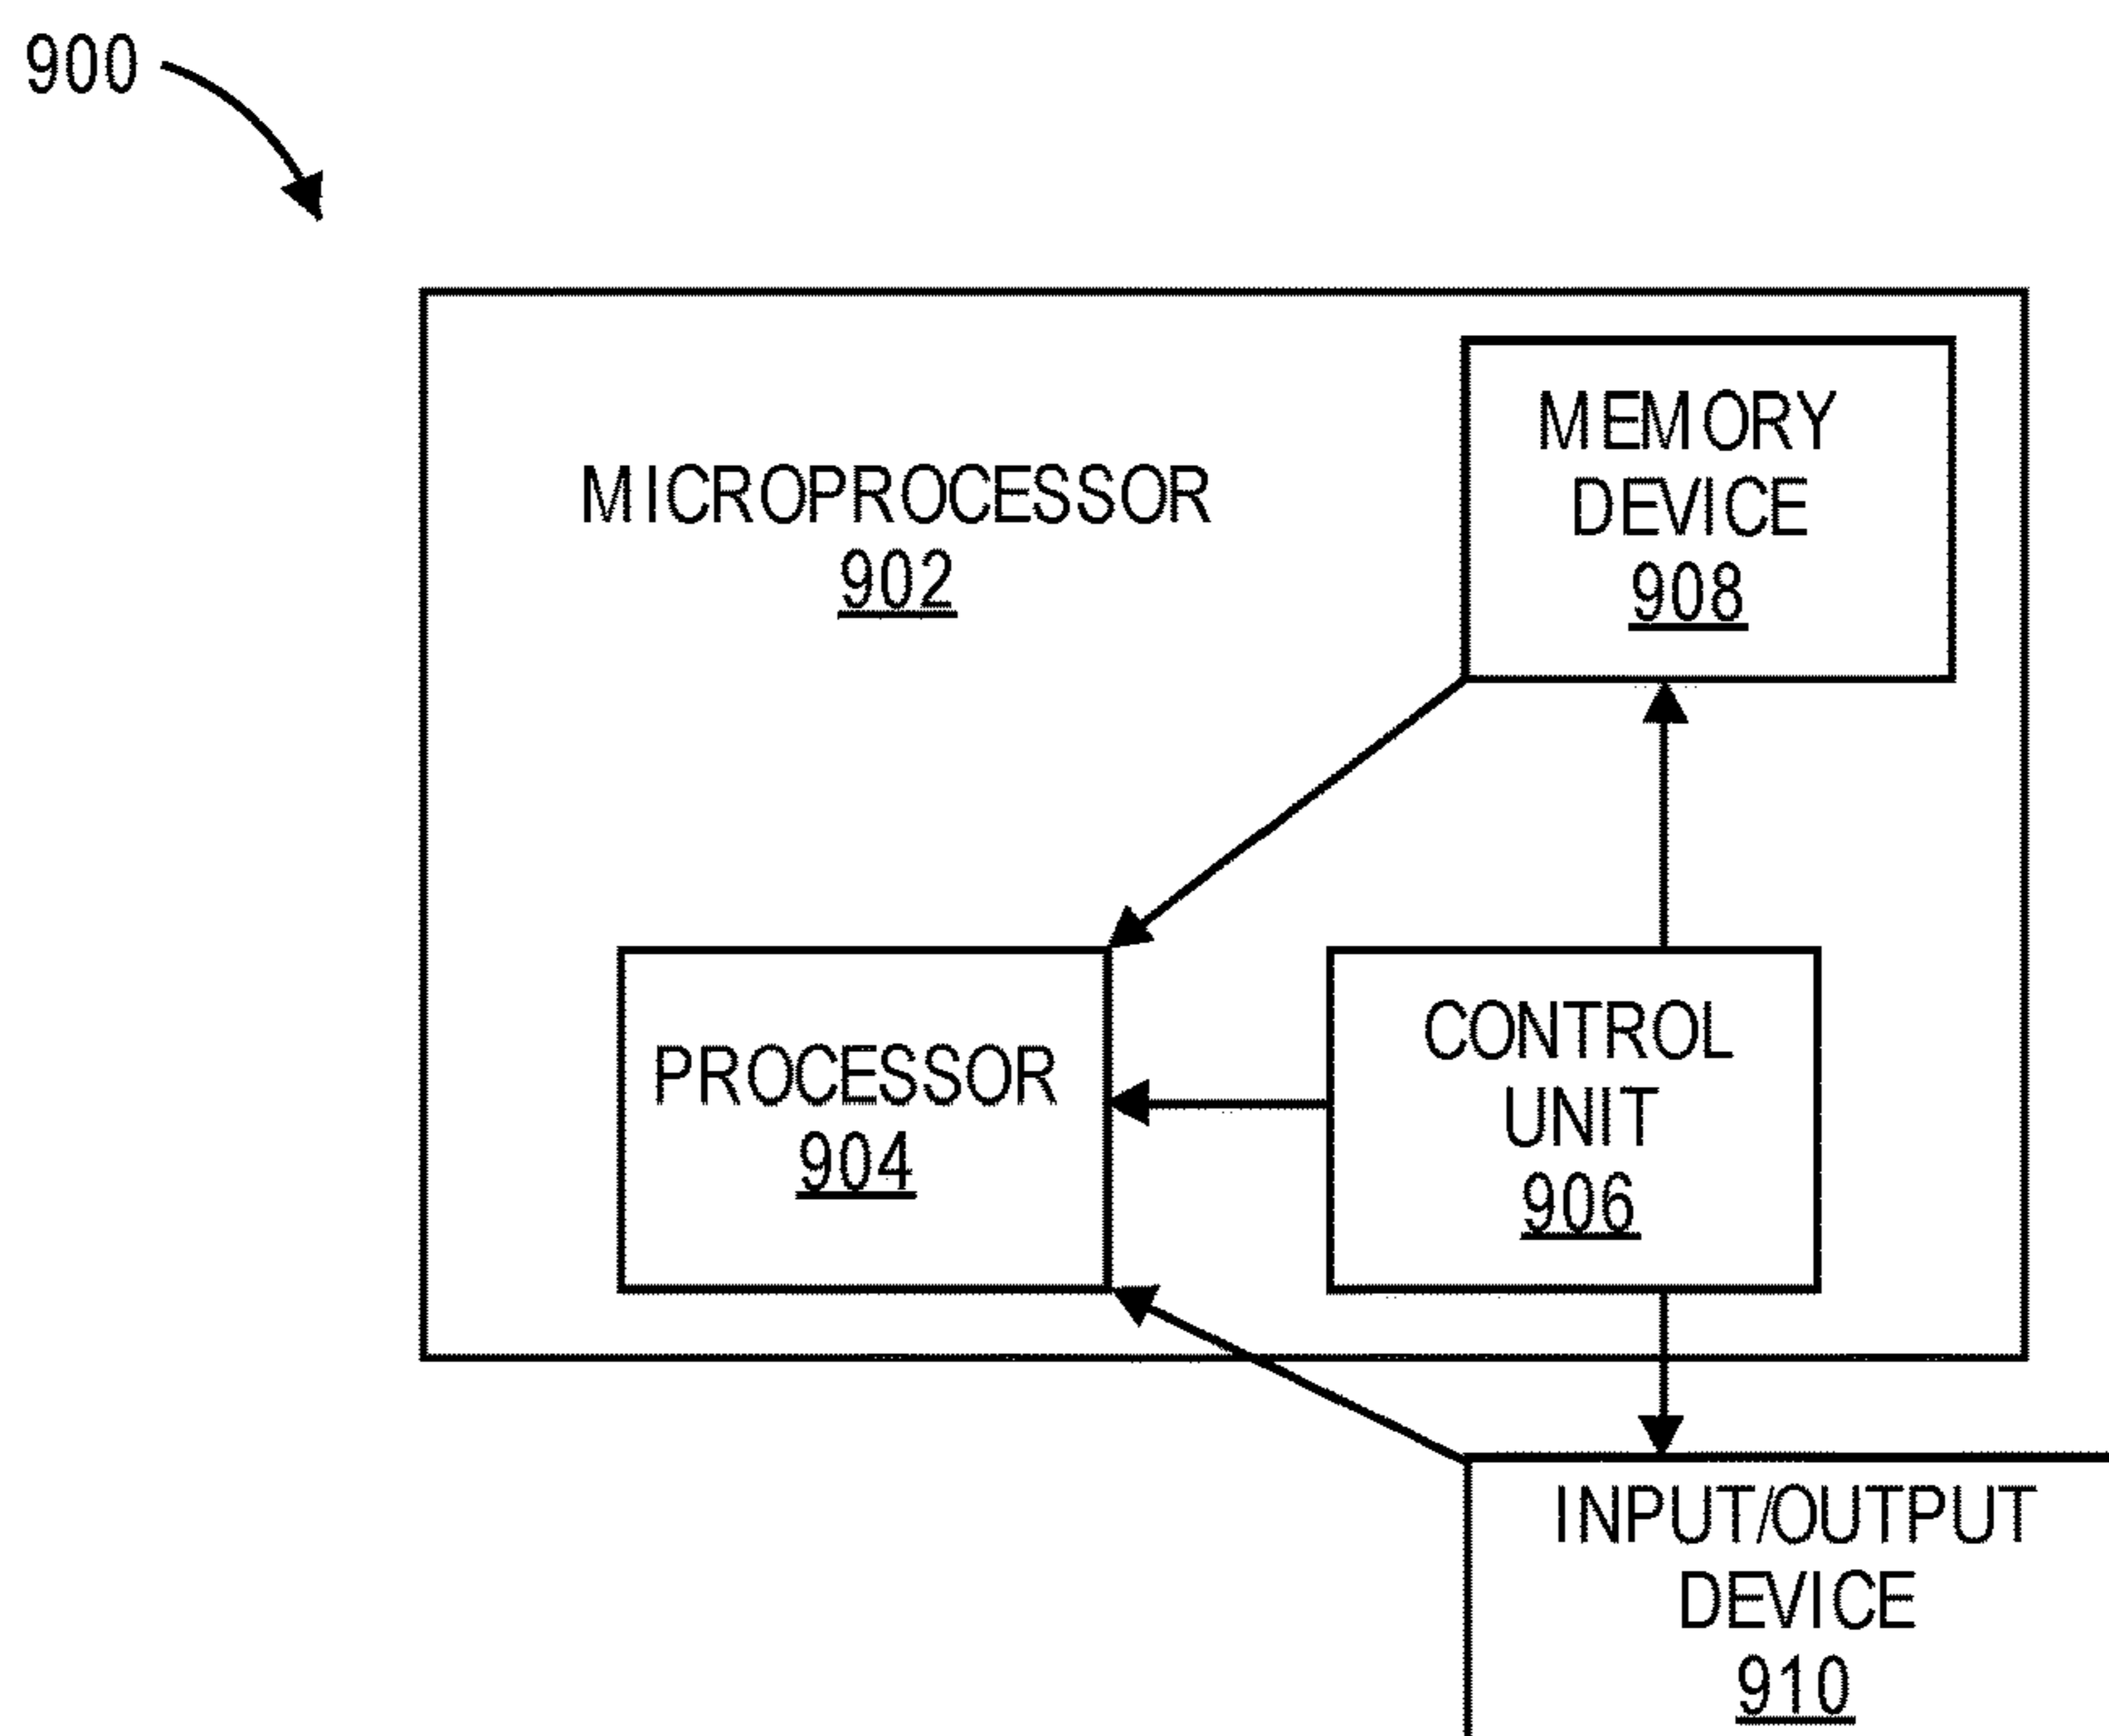 900
MICROPROCESSOR
902
MEMORY
DEVICE
908
PROCESSOR
904
CONTROL
UNIT
906
INPUT/OUTPUT
DEVICE
910